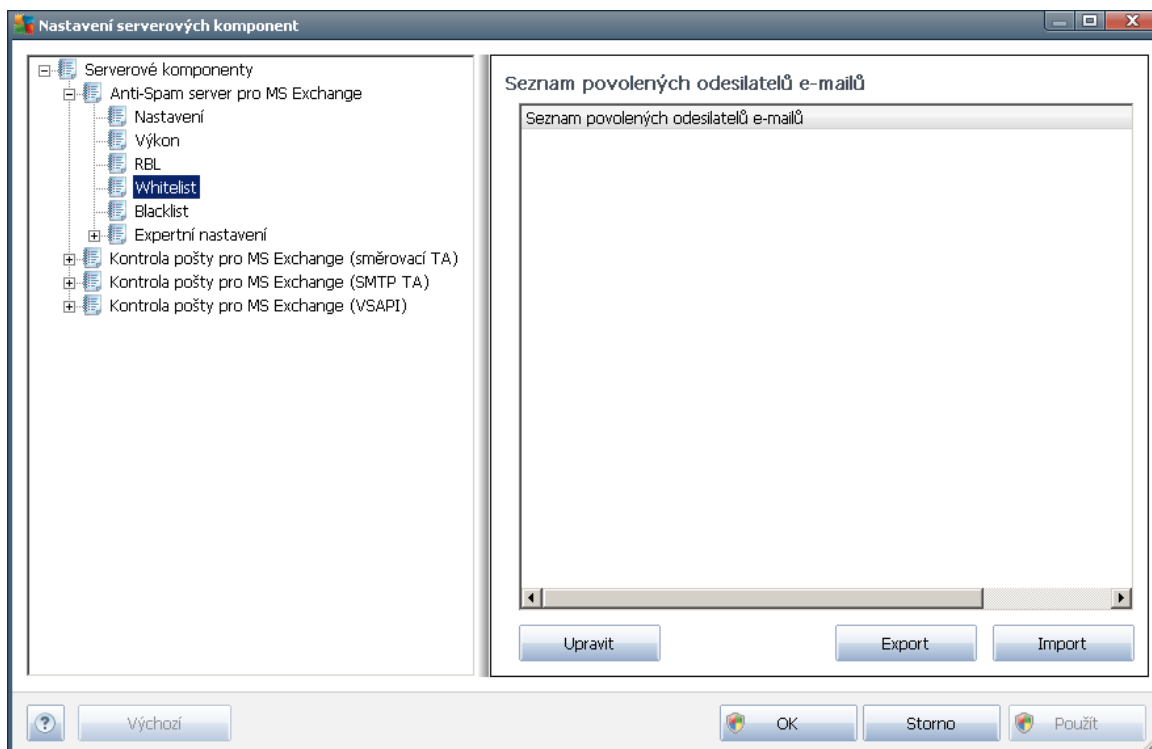 Nastavení serverových komponent
Serverové komponenty
Anti-Spam server pro MS Exchange
Nastavení
Výkon
RBL
Whitelist
Blacklist
Expertní nastavení
Kontrola pošty pro MS Exchange (směrovací TA)
Kontrola pošty pro MS Exchange (SMTP TA)
Kontrola pošty pro MS Exchange (VSAPI)
Seznam povolených odesilatelů e-mailů
Seznam povolených odesilatelů e-mailů
Upravit
Export
Import
?
Výchozí
OK
Storno
Použít